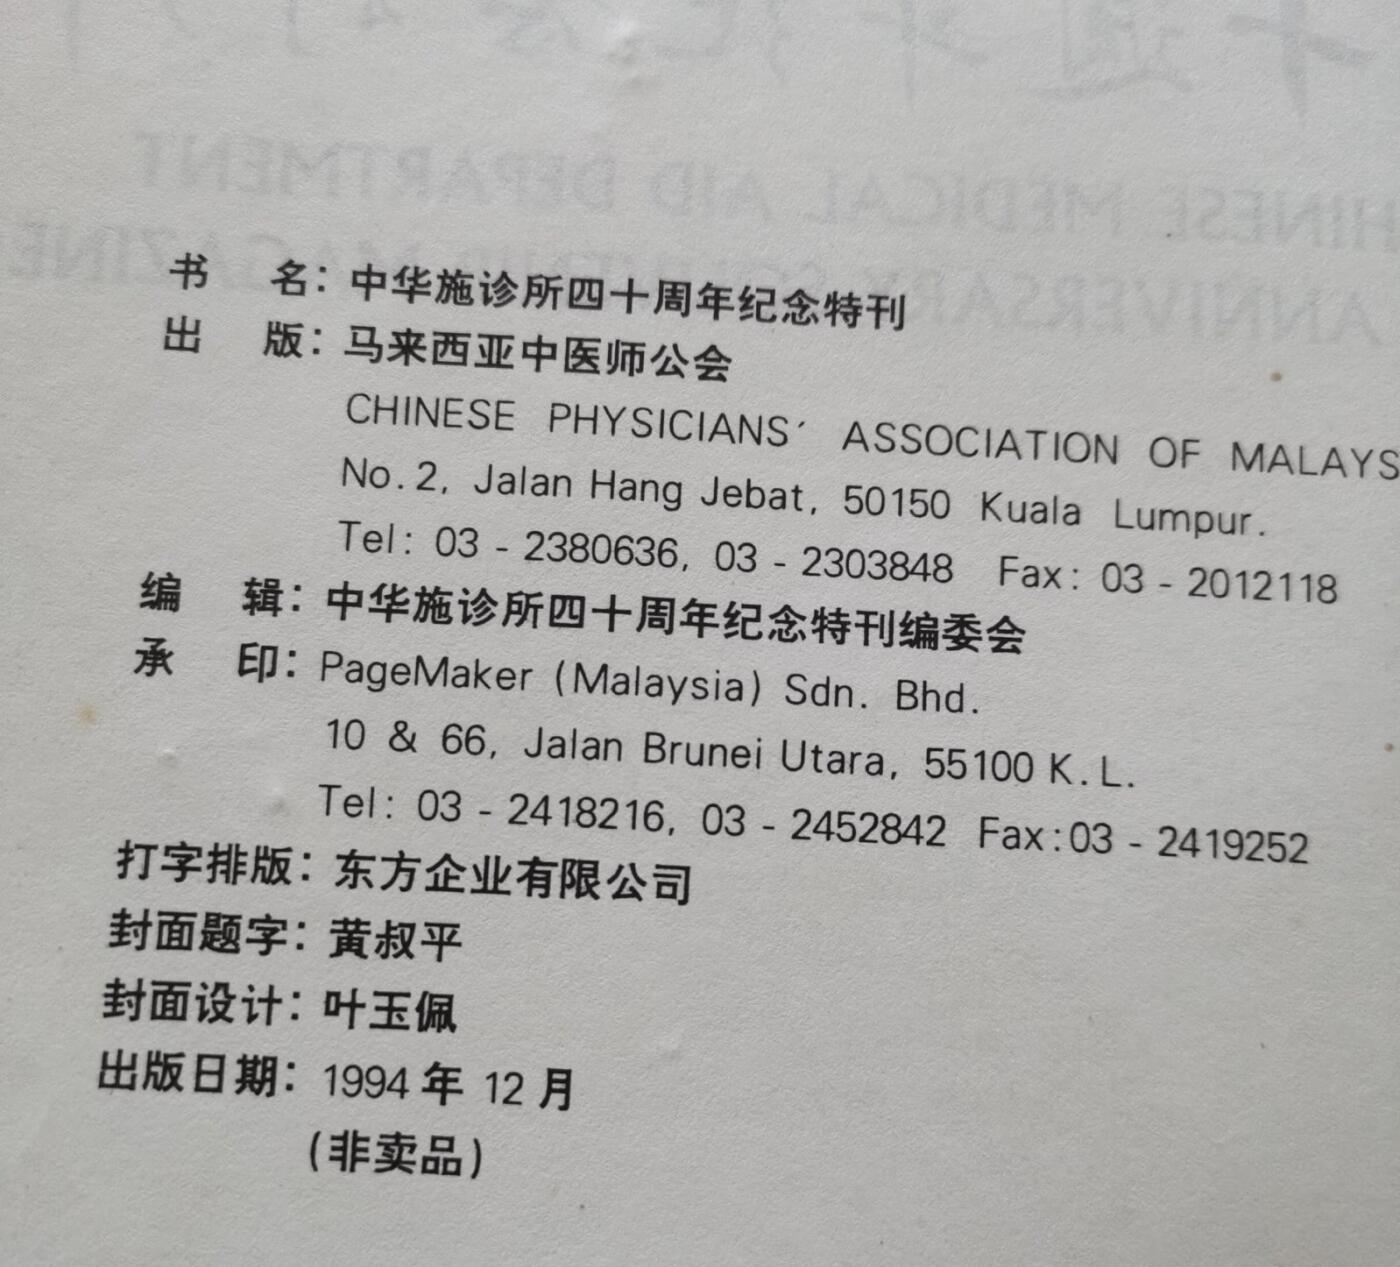 书 名：中华施诊所四十周年纪念特刊
出 版：马来西亚中医师公会
CHINESE PHYSICIANS´ ASSOCIATION OF MALAYS
No.2, Jalan Hang Jebat, 50150 Kuala Lumpur.
Tel: 03 - 2380636, 03 - 2303848 Fax: 03 - 2012118
编 辑：中华施诊所四十周年纪念特刊编委会
承 印：PageMaker (Malaysia) Sdn. Bhd.
10 & 66, Jalan Brunei Utara, 55100 K.L.
Tel: 03 - 2418216, 03 - 2452842 Fax:03 - 2419252
打字排版：东方企业有限公司
封面题字：黄叔平
封面设计：叶玉佩
出版日期：1994年12月
(非卖品)